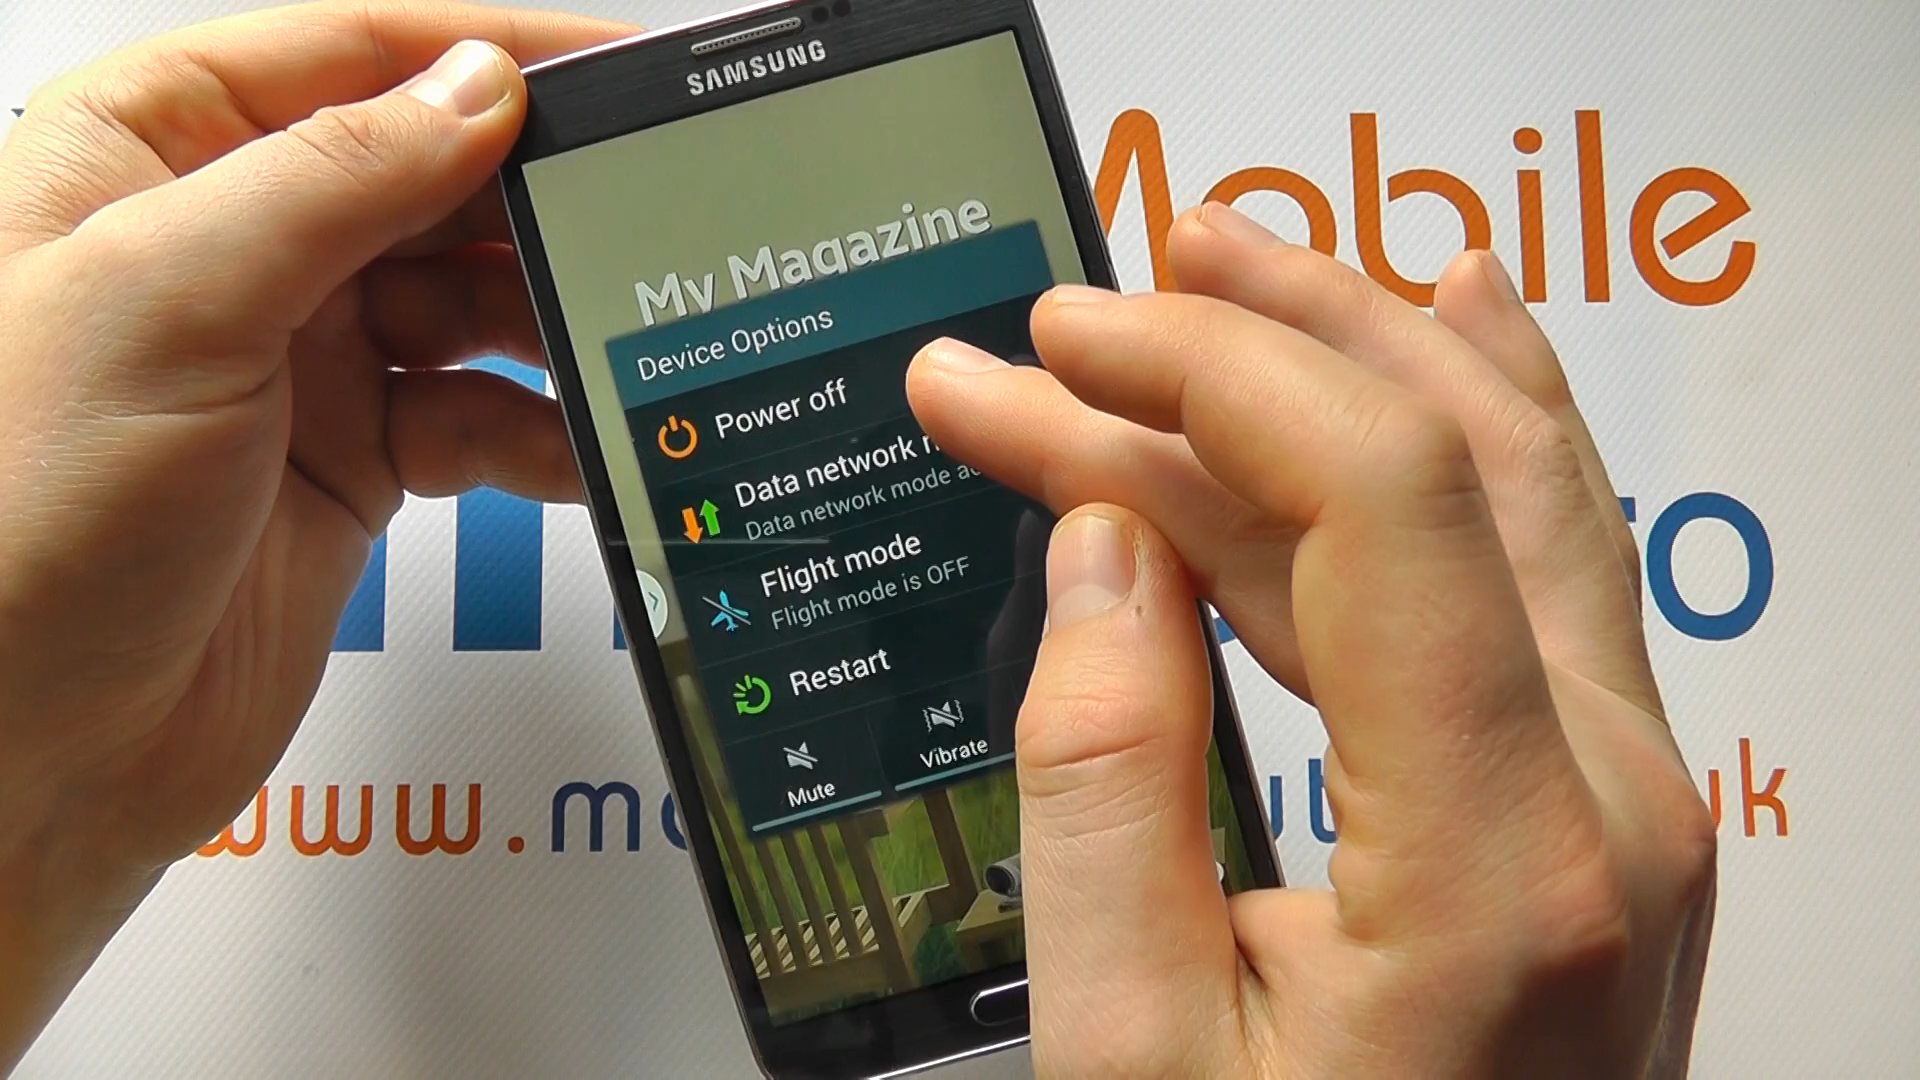 SAMSUNG
Mobile
My Magazine
Device Options
Power off
Data network
Data network mode
Flight mode
Flight mode is OFF
Restart
Mute
Vibrate
www.
uk